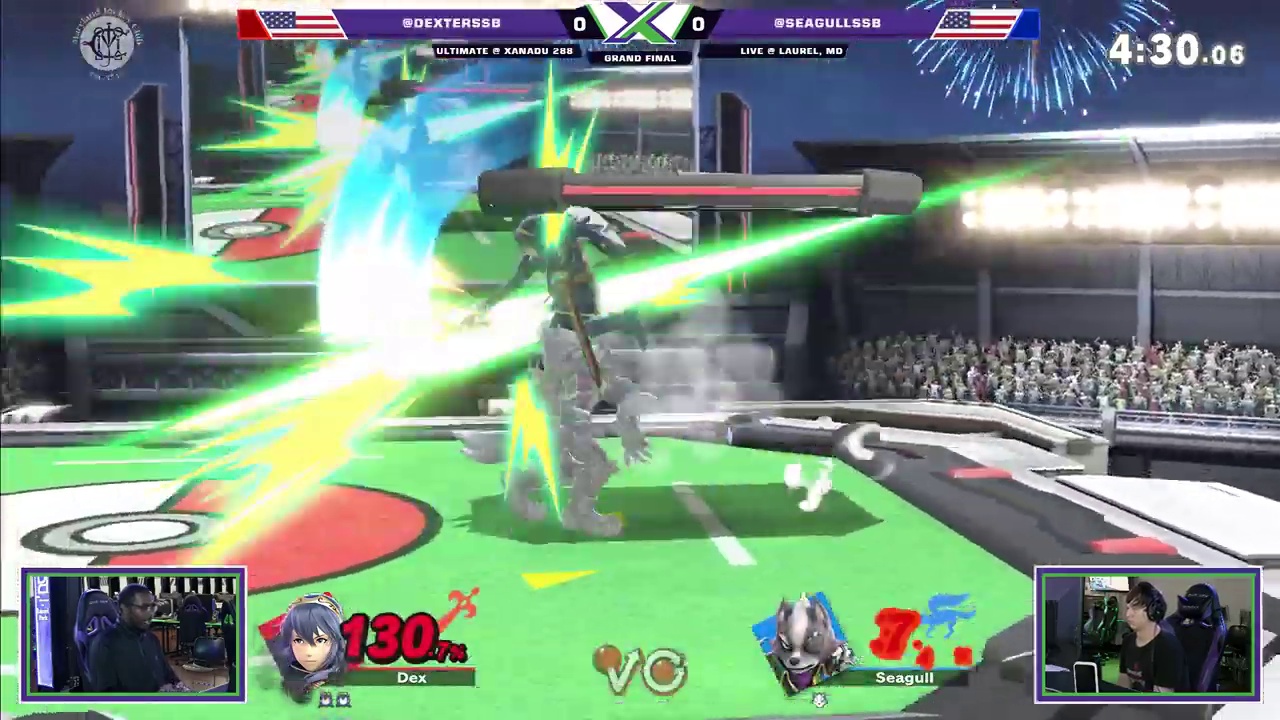 @DEXTERSSB 0 0 @SEAGULLSSB
ULTIMATE @ XANADU 288 GRAND FINAL LIVE @ LAUREL, MD
4:30.06
130.7%
Dex
Seagull